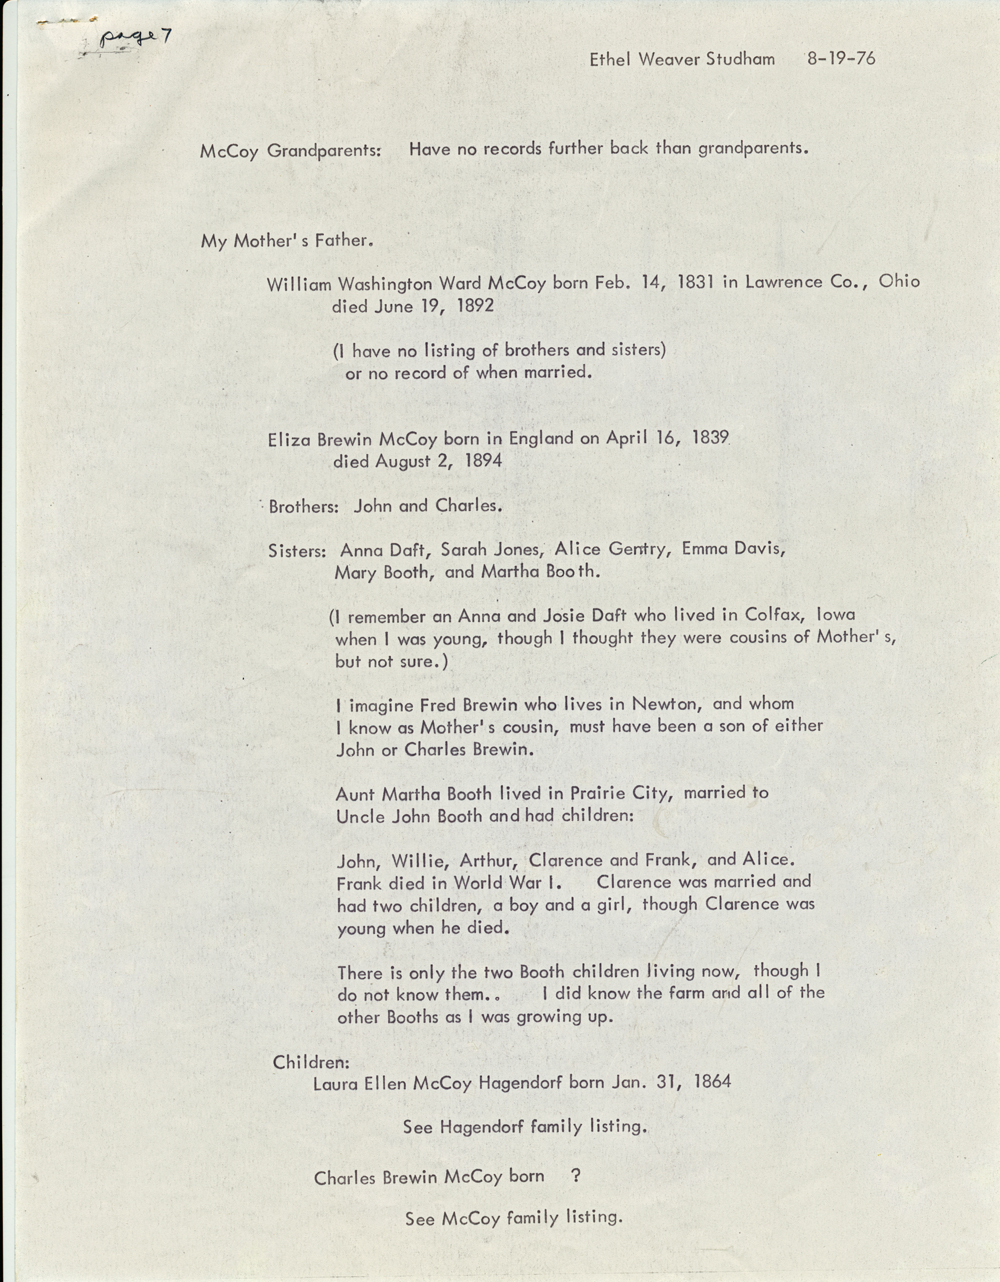 page 7
Ethel Weaver Studham 8-19-76
McCoy Grandparents: Have no records further back than grandparents.
My Mother's Father.
William Washington Ward McCoy born Feb. 14, 1831 in Lawrence Co., Ohio
died June 19, 1892
(I have no listing of brothers and sisters)
or no record of when married.
Eliza Brewin McCoy born in England on April 16, 1839
died August 2, 1894
Brothers: John and Charles.
Sisters: Anna Daft, Sarah Jones, Alice Gentry, Emma Davis,
Mary Booth, and Martha Booth.
(I remember an Anna and Josie Daft who lived in Colfax, Iowa
when I was young, though I thought they were cousins of Mother's,
but not sure.)
I imagine Fred Brewin who lives in Newton, and whom
I know as Mother's cousin, must have been a son of either
John or Charles Brewin.
Aunt Martha Booth lived in Prairie City, married to
Uncle John Booth and had children:
John, Willie, Arthur, Clarence and Frank, and Alice.
Frank died in World War I. Clarence was married and
had two children, a boy and a girl, though Clarence was
young when he died.
There is only the two Booth children living now, though I
do not know them.. I did know the farm and all of the
other Booths as I was growing up.
Children:
Laura Ellen McCoy Hagendorf born Jan. 31, 1864
See Hagendorf family listing.
Charles Brewin McCoy born ?
See McCoy family listing.